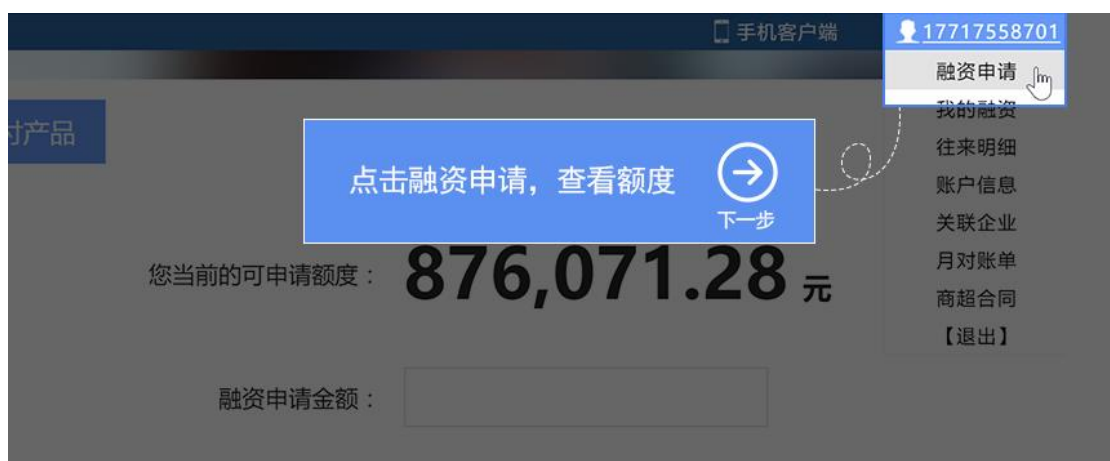 手机客户端
17717558701
融资申请
我的融资
往来明细
账户信息
关联企业
月对账单
商超合同
【退出】
付产品
点击融资申请，查看额度
下一步
您当前的可申请额度：
876,071.28 元
融资申请金额：